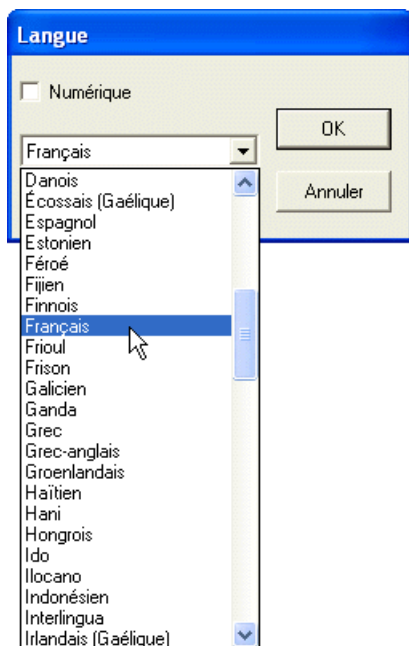 Langue
Numérique
OK
Français
Annuler
Danois
Écossais (Gaélique)
Espagnol
Estonien
Féroé
Fijien
Finnois
Français
Frioul
Frison
Galicien
Ganda
Grec
Grec-anglais
Groenlandais
Haïtien
Hani
Hongrois
Ido
Ilocano
Indonésien
Interlingua
Irlandais (Gaélique)